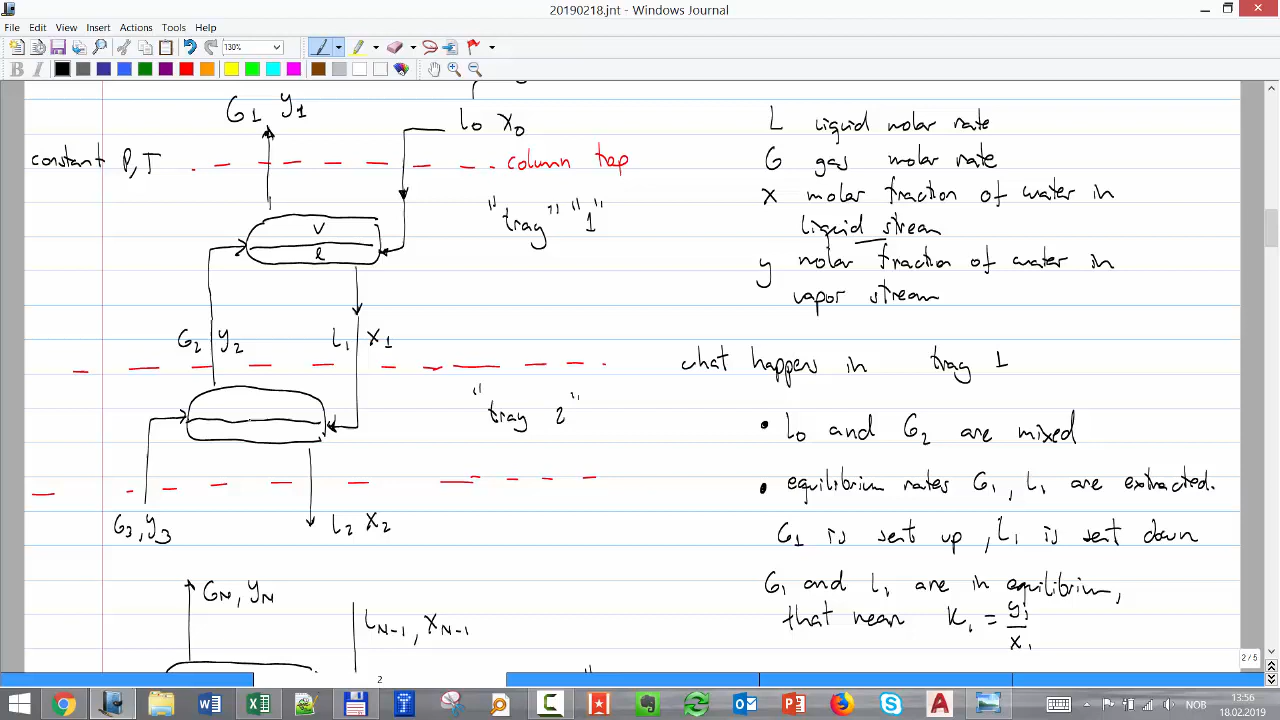 20190218.jnt - Windows Journal
File Edit View Insert Actions Tools Help
130%
G1 y1
L0 x0
constant P,T
column top
V
l
"tray" "1"
G2 y2
L1 x1
"tray 2"
G3, y3
L2 x2
GN, yN
LN-1, xN-1
L liquid molar rate
G gas molar rate
x molar fraction of water in
liquid stream
y molar fraction of water in
vapor stream
what happens in tray 1
• L0 and G2 are mixed
• equilibrium rates G1, L1 are extracted.
G1 is sent up, L1 is sent down
G1 and L1 are in equilibrium,
that mean K1 = y1
x1
2 / 5
2
NOB
13:56
18.02.2019